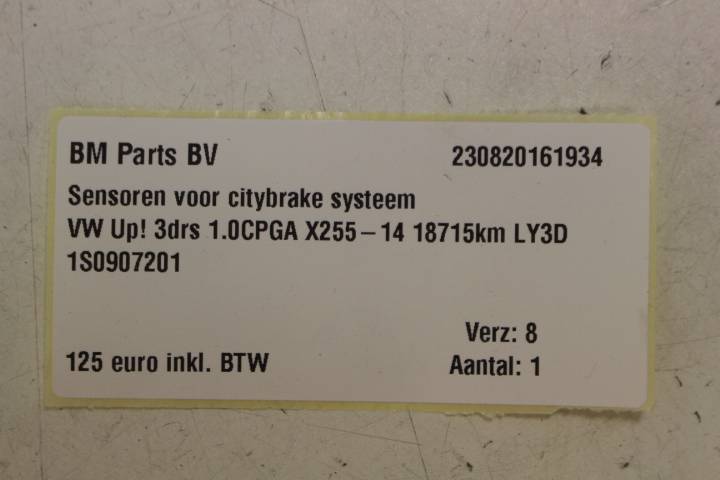 BM Parts BV 230820161934
Sensoren voor citybrake systeem
VW Up! 3drs 1.0CPGA X255-14 18715km LY3D
1S0907201
Verz: 8
125 euro inkl. BTW Aantal: 1